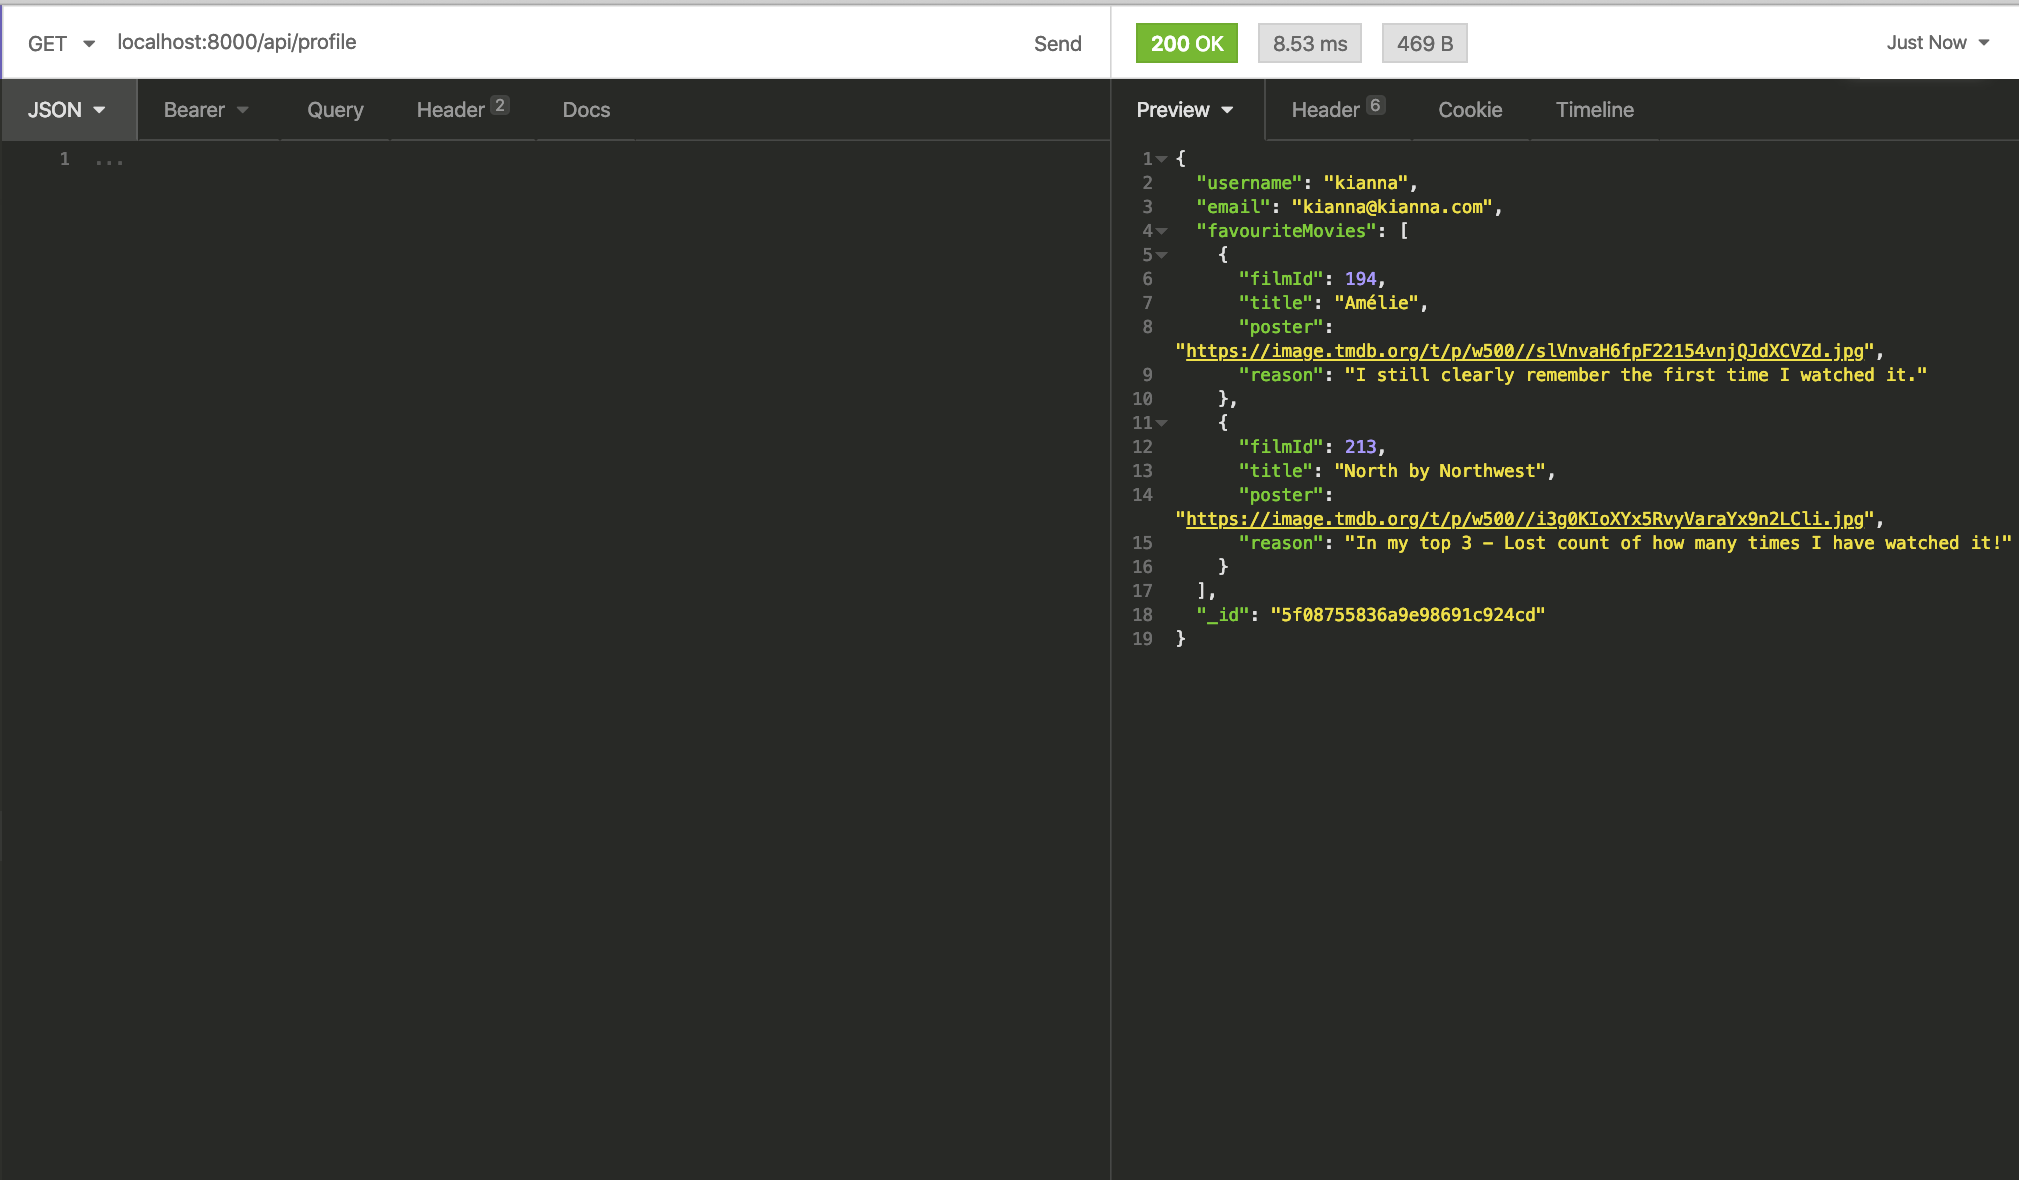 GET localhost:8000/api/profile Send 200 OK 8.53 ms 469 B Just Now
JSON Bearer Query Header 2 Docs Preview Header 6 Cookie Timeline
1 ...
1 {
2 "username": "kianna",
3 "email": "kianna@kianna.com",
4 "favouriteMovies": [
5 {
6 "filmId": 194,
7 "title": "Amélie",
8 "poster":
"https://image.tmdb.org/t/p/w500//slVnvaH6fpF22154vnjQJdXCVZd.jpg",
9 "reason": "I still clearly remember the first time I watched it."
10 },
11 {
12 "filmId": 213,
13 "title": "North by Northwest",
14 "poster":
"https://image.tmdb.org/t/p/w500//i3g0KIoXYx5RvyVaraYx9n2LCli.jpg",
15 "reason": "In my top 3 – Lost count of how many times I have watched it!"
16 }
17 ],
18 "_id": "5f08755836a9e98691c924cd"
19 }